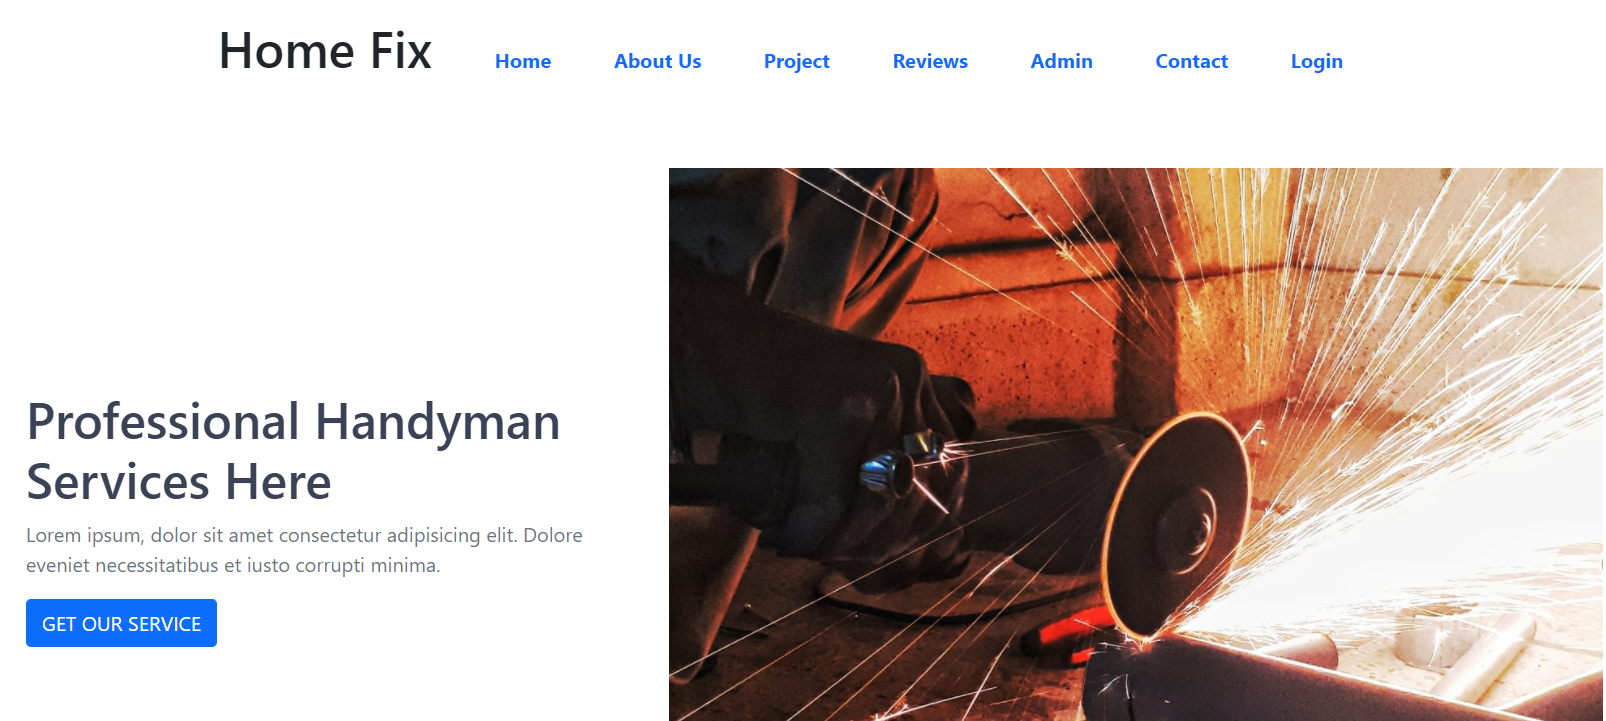 Home Fix Home About Us Project Reviews Admin Contact Login
Professional Handyman
Services Here
Lorem ipsum, dolor sit amet consectetur adipisicing elit. Dolore
eveniet necessitatibus et iusto corrupti minima.
GET OUR SERVICE